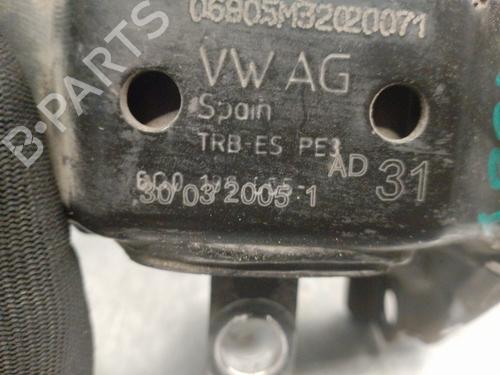 06805M32020071
VW AG
Spain
TRB-ES PE3
AD 31
30 03 2005 1
B-PARTS